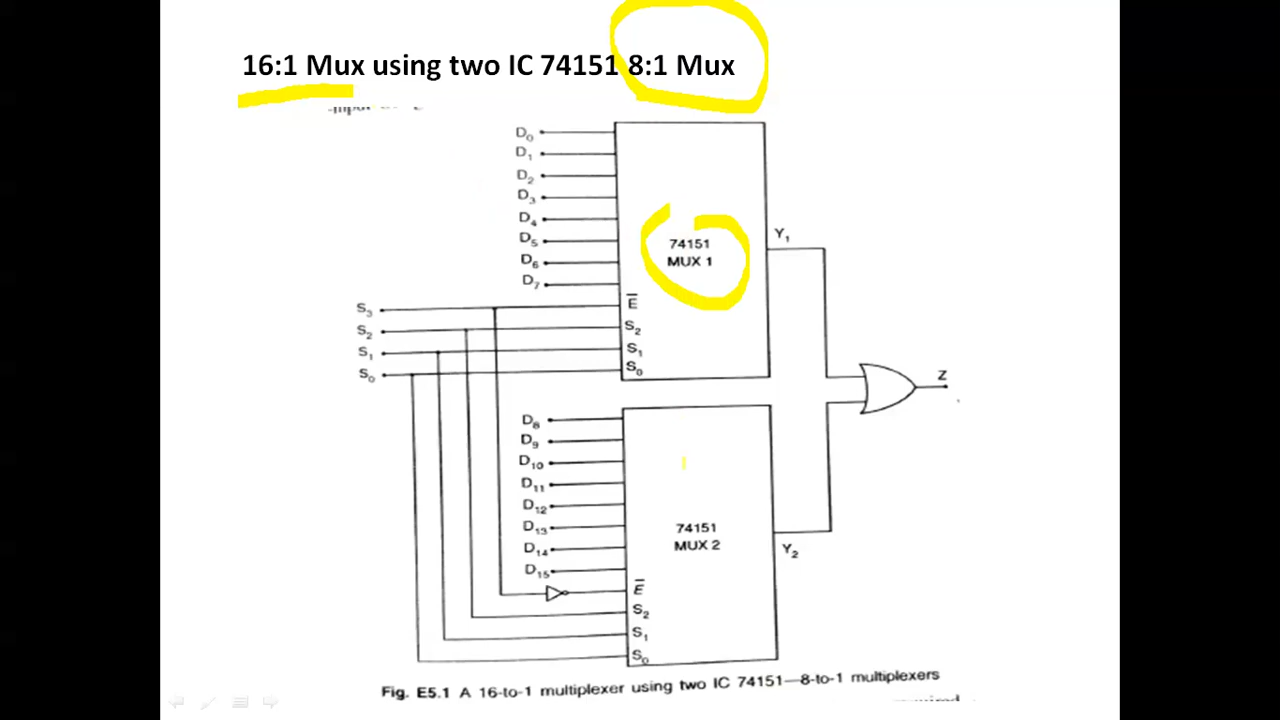 16:1 Mux using two IC 74151 8:1 Mux
D₀
D₁
D₂
D₃
D₄
D₅
D₆
D₇
74151
MUX 1
Y₁
S₃
S₂
S₁
S₀
E̅
S₂
S₁
S₀
Z
D₈
D₉
D₁₀
D₁₁
D₁₂
D₁₃
D₁₄
D₁₅
74151
MUX 2
Y₂
E̅
S₂
S₁
S₀
Fig. E5.1 A 16-to-1 multiplexer using two IC 74151—8-to-1 multiplexers